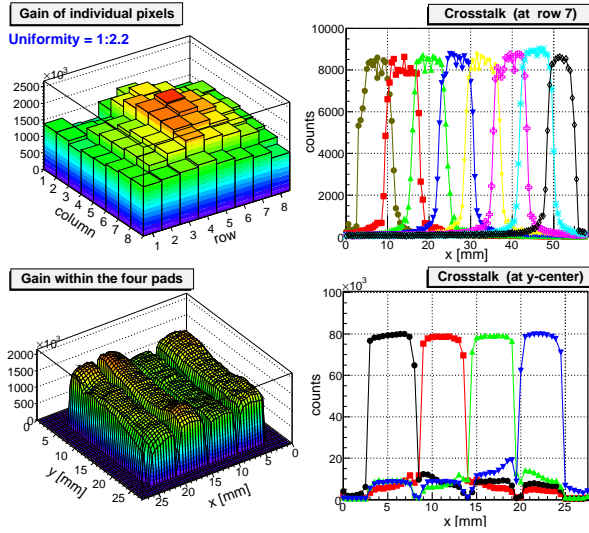 Gain of individual pixels
Uniformity = 1:2.2
×10³
2500
2000
1500
1000
500
0
1 2 3 4 5 6 7 8
column
1 2 3 4 5 6 7 8
row
Crosstalk (at row 7)
10000
8000
6000
4000
2000
0
counts
0 10 20 30 40 50
x [mm]
Gain within the four pads
×10³
2000
1500
1000
500
0
0 5 10 15 20 25
y [mm]
25 20 15 10 5 0
x [mm]
Crosstalk (at y-center)
×10³
100
80
60
40
20
0
counts
0 5 10 15 20 25
x [mm]